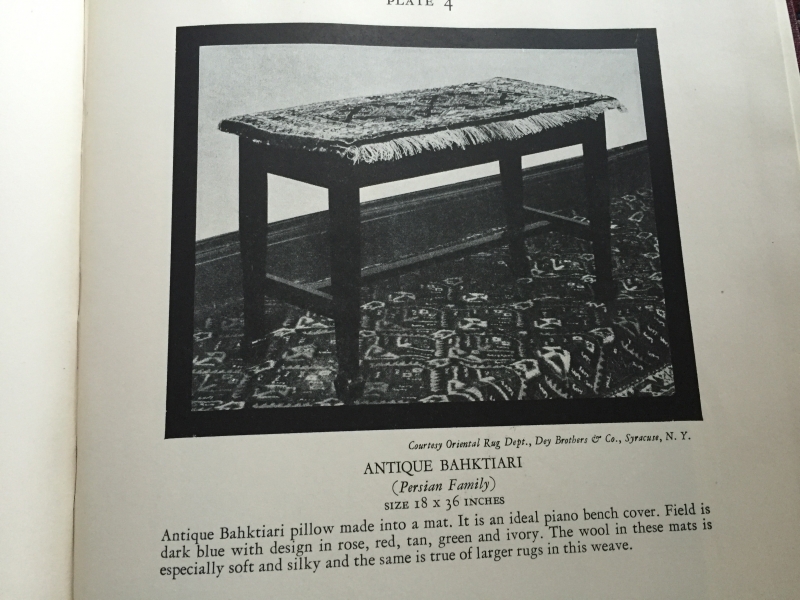 PLATE 4
Courtesy Oriental Rug Dept., Dey Brothers & Co., Syracuse, N. Y.
ANTIQUE BAHKTIARI
(Persian Family)
SIZE 18 X 36 INCHES
Antique Bahktiari pillow made into a mat. It is an ideal piano bench cover. Field is
dark blue with design in rose, red, tan, green and ivory. The wool in these mats is
especially soft and silky and the same is true of larger rugs in this weave.